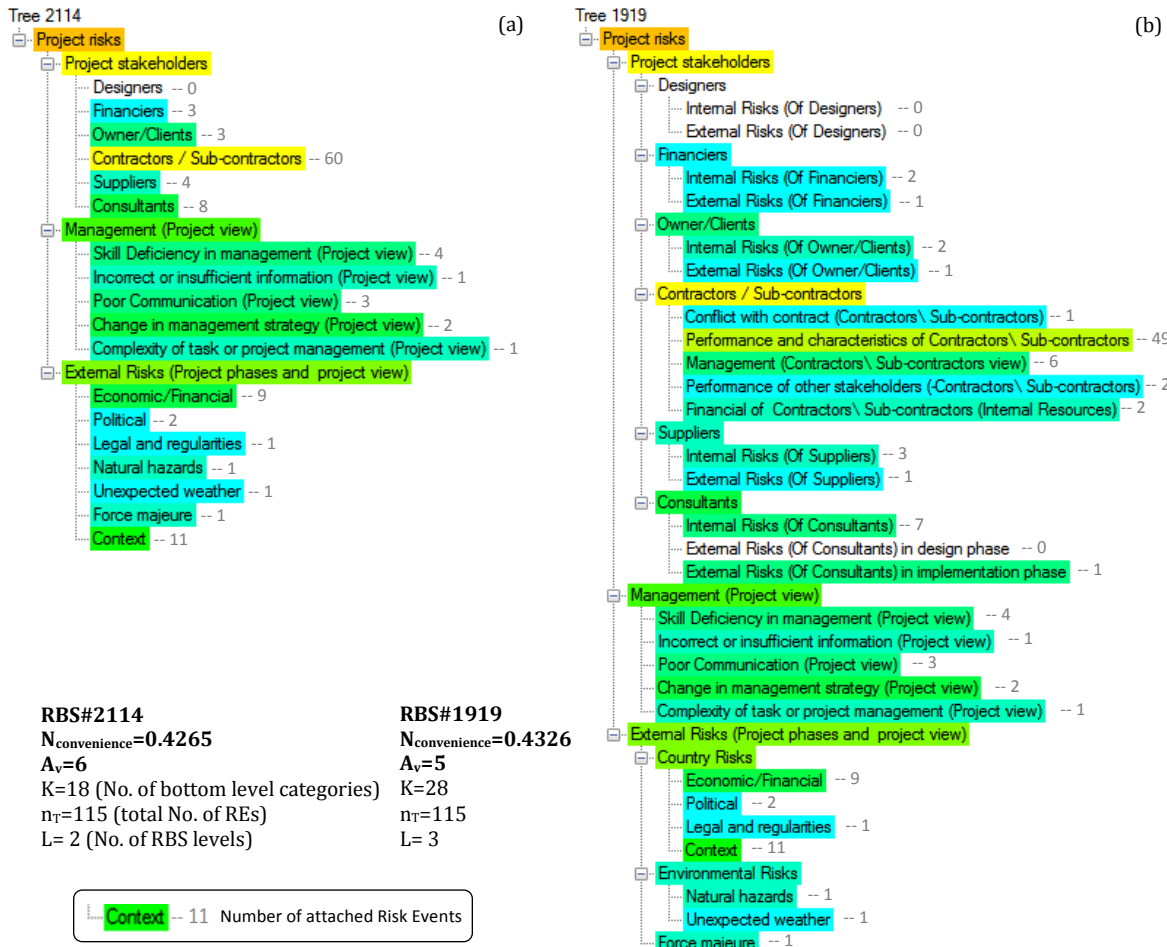 Tree 2114
(a)
Project risks
Project stakeholders
Designers -- 0
Financiers -- 3
Owner/Clients -- 3
Contractors / Sub-contractors -- 60
Suppliers -- 4
Consultants -- 8
Management (Project view)
Skill Deficiency in management (Project view) -- 4
Incorrect or insufficient information (Project view) -- 1
Poor Communication (Project view) -- 3
Change in management strategy (Project view) -- 2
Complexity of task or project management (Project view) -- 1
External Risks (Project phases and project view)
Economic/Financial -- 9
Political -- 2
Legal and regularities -- 1
Natural hazards -- 1
Unexpected weather -- 1
Force majeure -- 1
Context -- 11
RBS#2114
Nconvenience=0.4265
Av=6
K=18 (No. of bottom level categories)
nT=115 (total No. of REs)
L= 2 (No. of RBS levels)
RBS#1919
Nconvenience=0.4326
Av=5
K=28
nT=115
L= 3
Context -- 11 Number of attached Risk Events
Tree 1919
(b)
Project risks
Project stakeholders
Designers
Internal Risks (Of Designers) -- 0
External Risks (Of Designers) -- 0
Financiers
Internal Risks (Of Financiers) -- 2
External Risks (Of Financiers) -- 1
Owner/Clients
Internal Risks (Of Owner/Clients) -- 2
External Risks (Of Owner/Clients) -- 1
Contractors / Sub-contractors
Conflict with contract (Contractors\ Sub-contractors) -- 1
Performance and characteristics of Contractors\ Sub-contractors -- 49
Management (Contractors\ Sub-contractors view) -- 6
Performance of other stakeholders (-Contractors\ Sub-contractors) -- 2
Financial of Contractors\ Sub-contractors (Internal Resources) -- 2
Suppliers
Internal Risks (Of Suppliers) -- 3
External Risks (Of Suppliers) -- 1
Consultants
Internal Risks (Of Consultants) -- 7
External Risks (Of Consultants) in design phase -- 0
External Risks (Of Consultants) in implementation phase -- 1
Management (Project view)
Skill Deficiency in management (Project view) -- 4
Incorrect or insufficient information (Project view) -- 1
Poor Communication (Project view) -- 3
Change in management strategy (Project view) -- 2
Complexity of task or project management (Project view) -- 1
External Risks (Project phases and project view)
Country Risks
Economic/Financial -- 9
Political -- 2
Legal and regularities -- 1
Context -- 11
Environmental Risks
Natural hazards -- 1
Unexpected weather -- 1
Force majeure -- 1